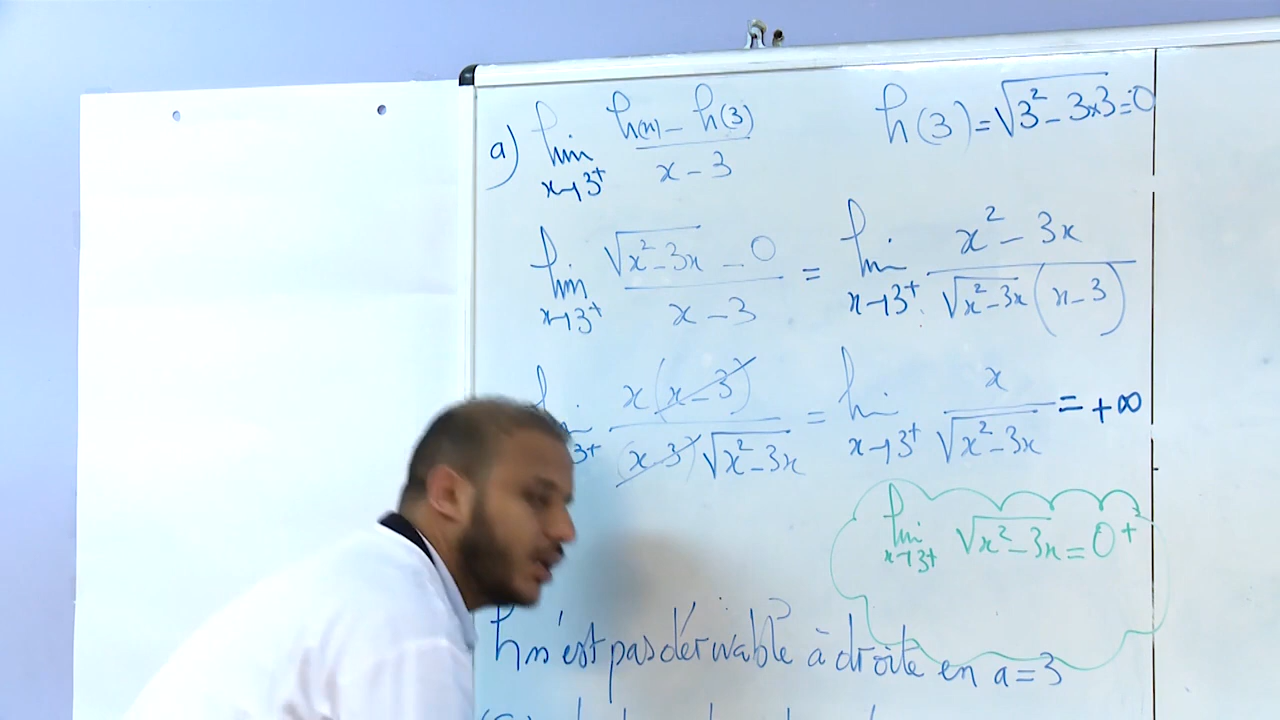 a) lim x→3⁺ (h(x) - h(3))/(x - 3)
h(3) = √(3² - 3×3) = 0
lim x→3⁺ (√(x² - 3x) - 0)/(x - 3) = lim x→3⁺ (x² - 3x)/(√(x² - 3x) (x - 3))
x(x - 3)/((x - 3)√(x² - 3x)) = lim x→3⁺ x/√(x² - 3x) = +∞
lim x→3⁺ √(x² - 3x) = 0⁺
h n'est pas dérivable à droite en a = 3